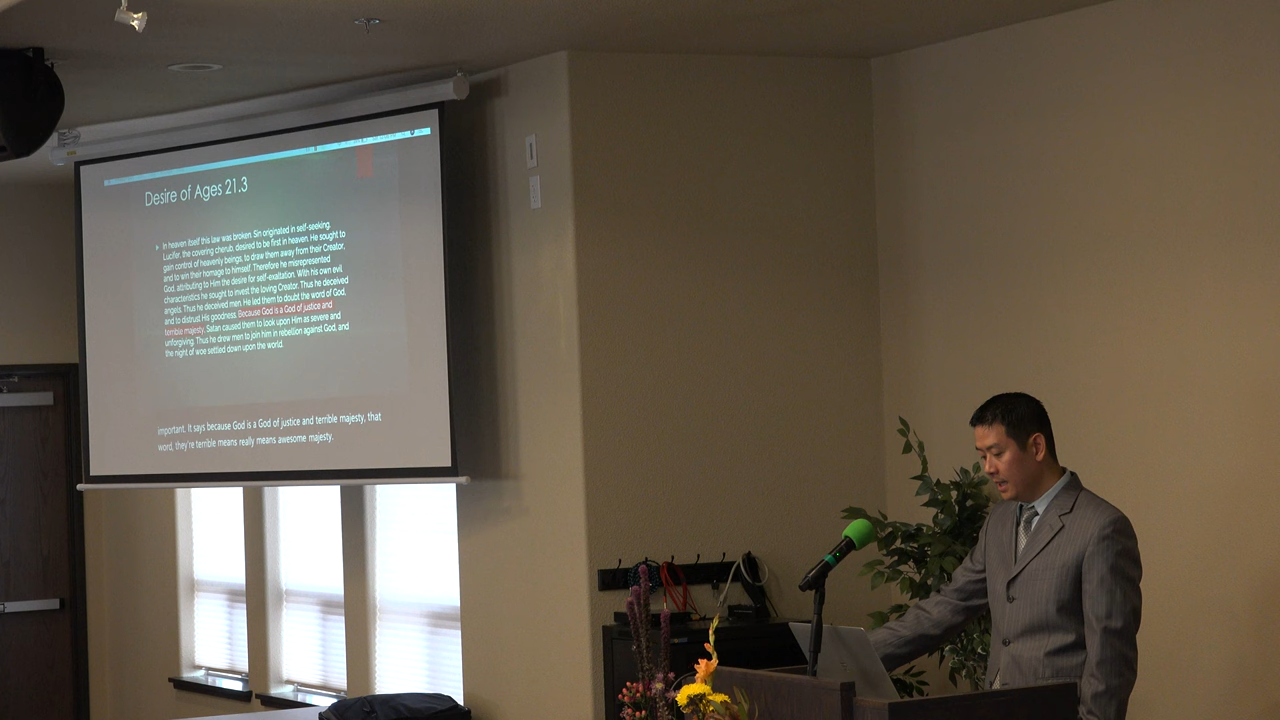 Desire of Ages 21.3
In heaven itself this law was broken. Sin originated in self-seeking.
Lucifer, the covering cherub, desired to be first in heaven. He sought to
gain control of heavenly beings, to draw them away from their Creator,
and to win their homage to himself. Therefore he misrepresented
God, attributing to Him the desire for self-exaltation. With his own evil
characteristics he sought to invest the loving Creator. Thus he deceived
angels. Thus he deceived men. He led them to doubt the word of God,
and to distrust His goodness. Because God is a God of justice and
terrible majesty, Satan caused them to look upon Him as severe and
unforgiving. Thus he drew men to join him in rebellion against God, and
the night of woe settled down upon the world.
important. It says because God is a God of justice and terrible majesty, that
word, they're terrible means really means awesome majesty.